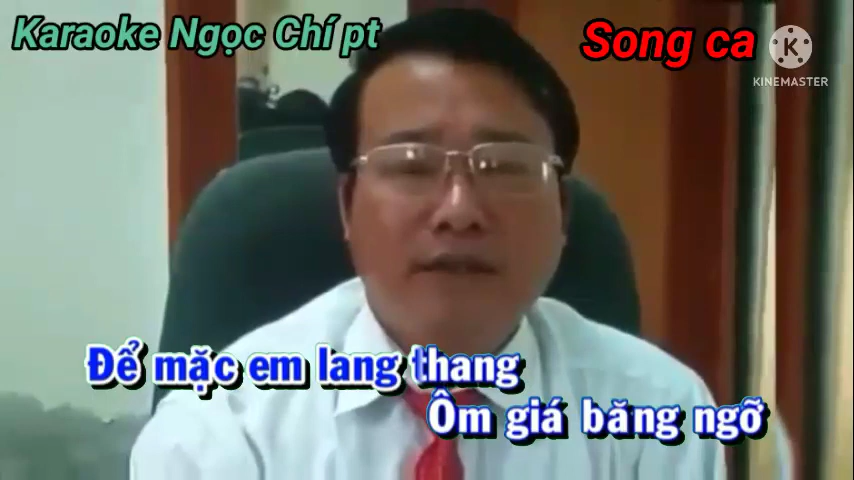 Karaoke Ngọc Chí pt
Song ca
K
KINEMASTER
Để mặc em lang thang
Ôm giá băng ngỡ